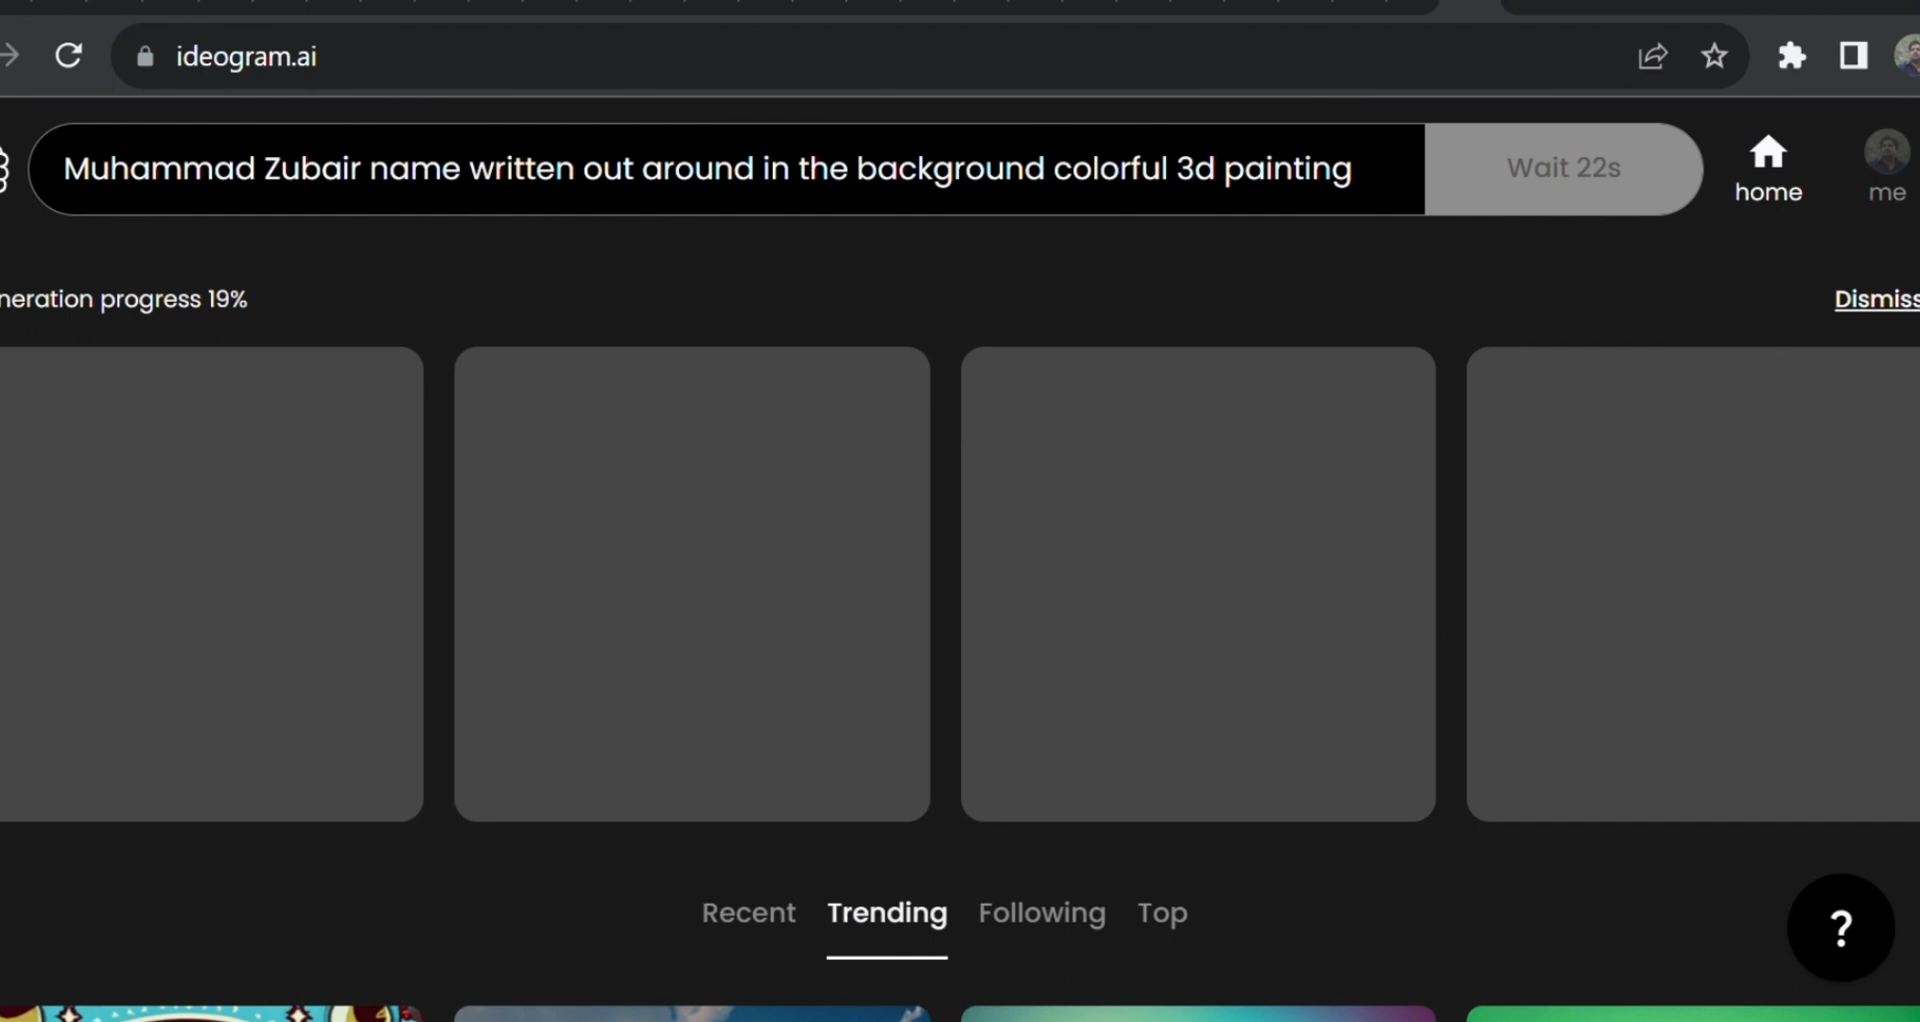 ideogram.ai
Muhammad Zubair name written out around in the background colorful 3d painting
Wait 22s
home
me
neration progress 19%
Dismiss
Recent Trending Following Top
?